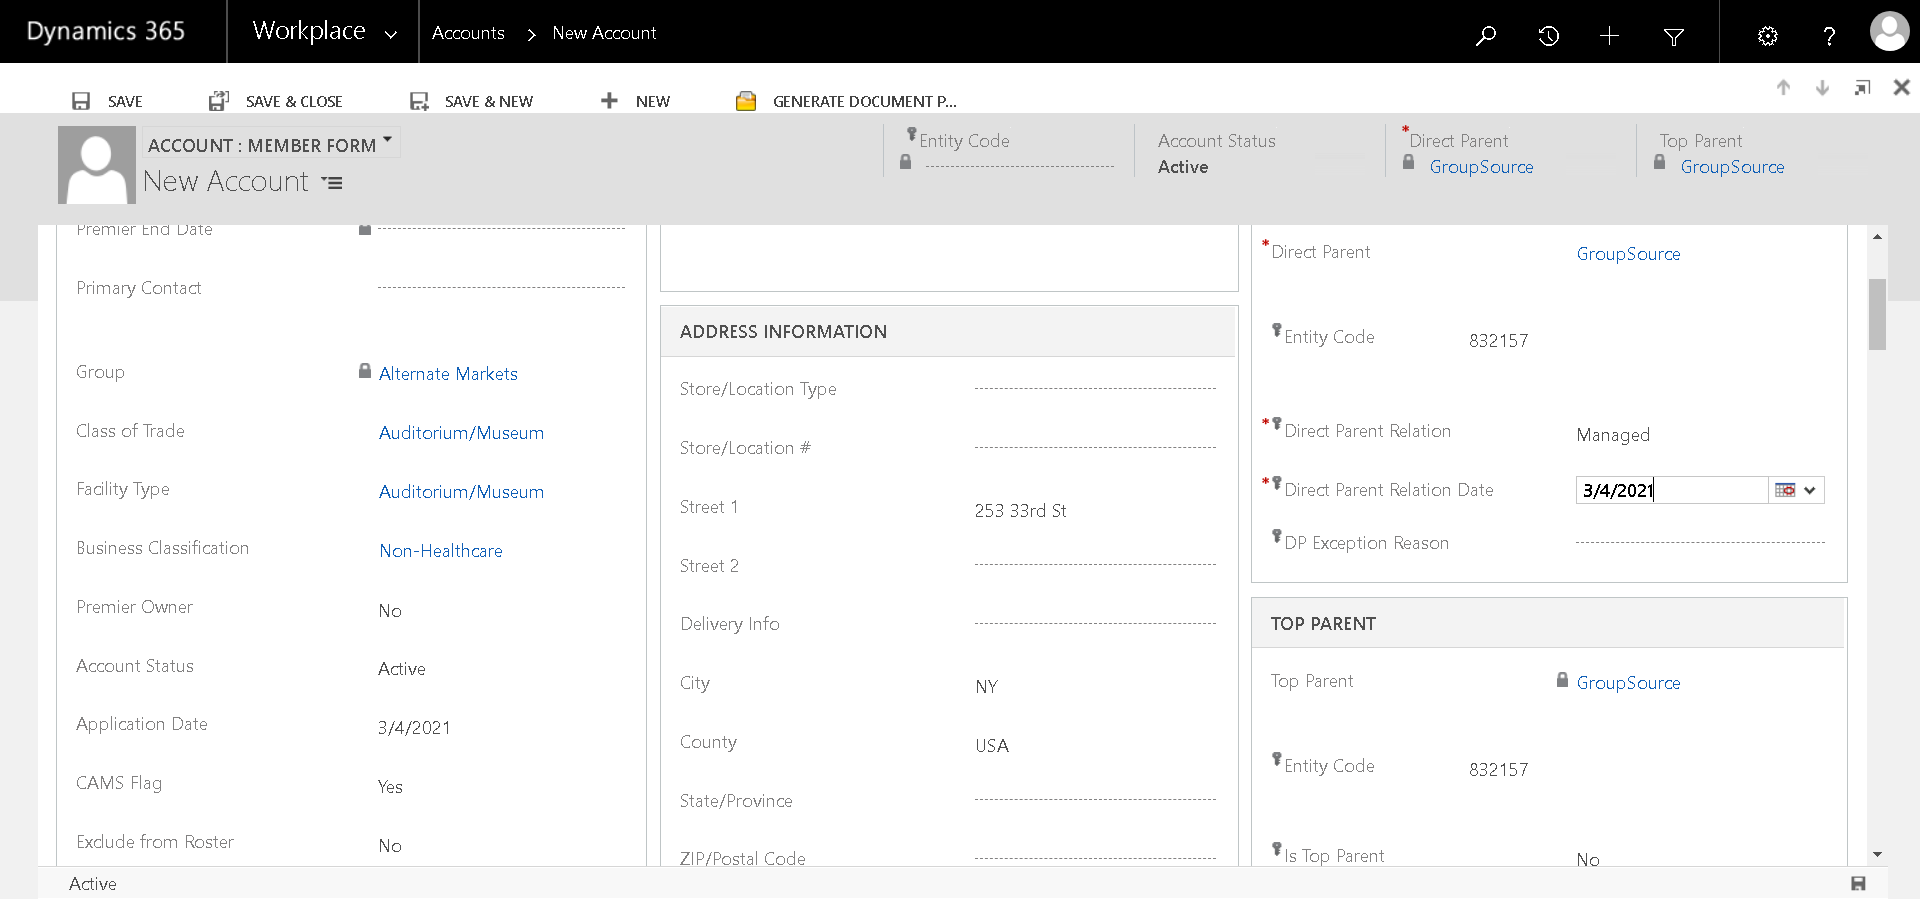 Dynamics 365
Workplace
Accounts > New Account
SAVE
SAVE & CLOSE
SAVE & NEW
NEW
GENERATE DOCUMENT P...
ACCOUNT : MEMBER FORM
New Account
Entity Code
Account Status
Active
* Direct Parent
GroupSource
Top Parent
GroupSource
Premier End Date
Primary Contact
Group Alternate Markets
Class of Trade Auditorium/Museum
Facility Type Auditorium/Museum
Business Classification Non-Healthcare
Premier Owner No
Account Status Active
Application Date 3/4/2021
CAMS Flag Yes
Exclude from Roster No
ADDRESS INFORMATION
Store/Location Type
Store/Location #
Street 1 253 33rd St
Street 2
Delivery Info
City NY
County USA
State/Province
ZIP/Postal Code
* Direct Parent GroupSource
Entity Code 832157
* Direct Parent Relation Managed
* Direct Parent Relation Date 3/4/2021
DP Exception Reason
TOP PARENT
Top Parent GroupSource
Entity Code 832157
Is Top Parent No
Active